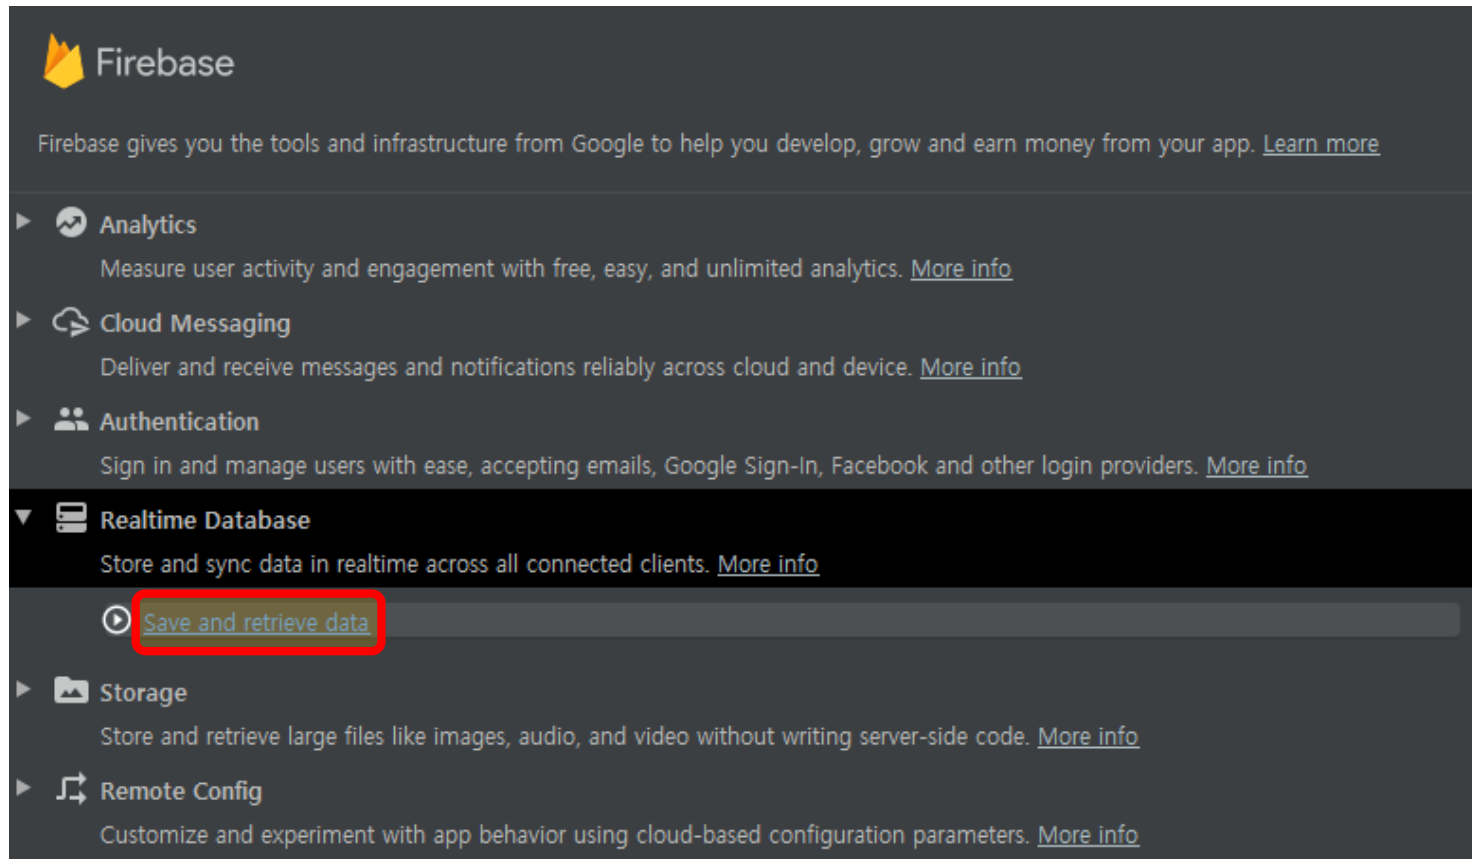 Firebase
Firebase gives you the tools and infrastructure from Google to help you develop, grow and earn money from your app. Learn more
Analytics
Measure user activity and engagement with free, easy, and unlimited analytics. More info
Cloud Messaging
Deliver and receive messages and notifications reliably across cloud and device. More info
Authentication
Sign in and manage users with ease, accepting emails, Google Sign-In, Facebook and other login providers. More info
Realtime Database
Store and sync data in realtime across all connected clients. More info
Save and retrieve data
Storage
Store and retrieve large files like images, audio, and video without writing server-side code. More info
Remote Config
Customize and experiment with app behavior using cloud-based configuration parameters. More info